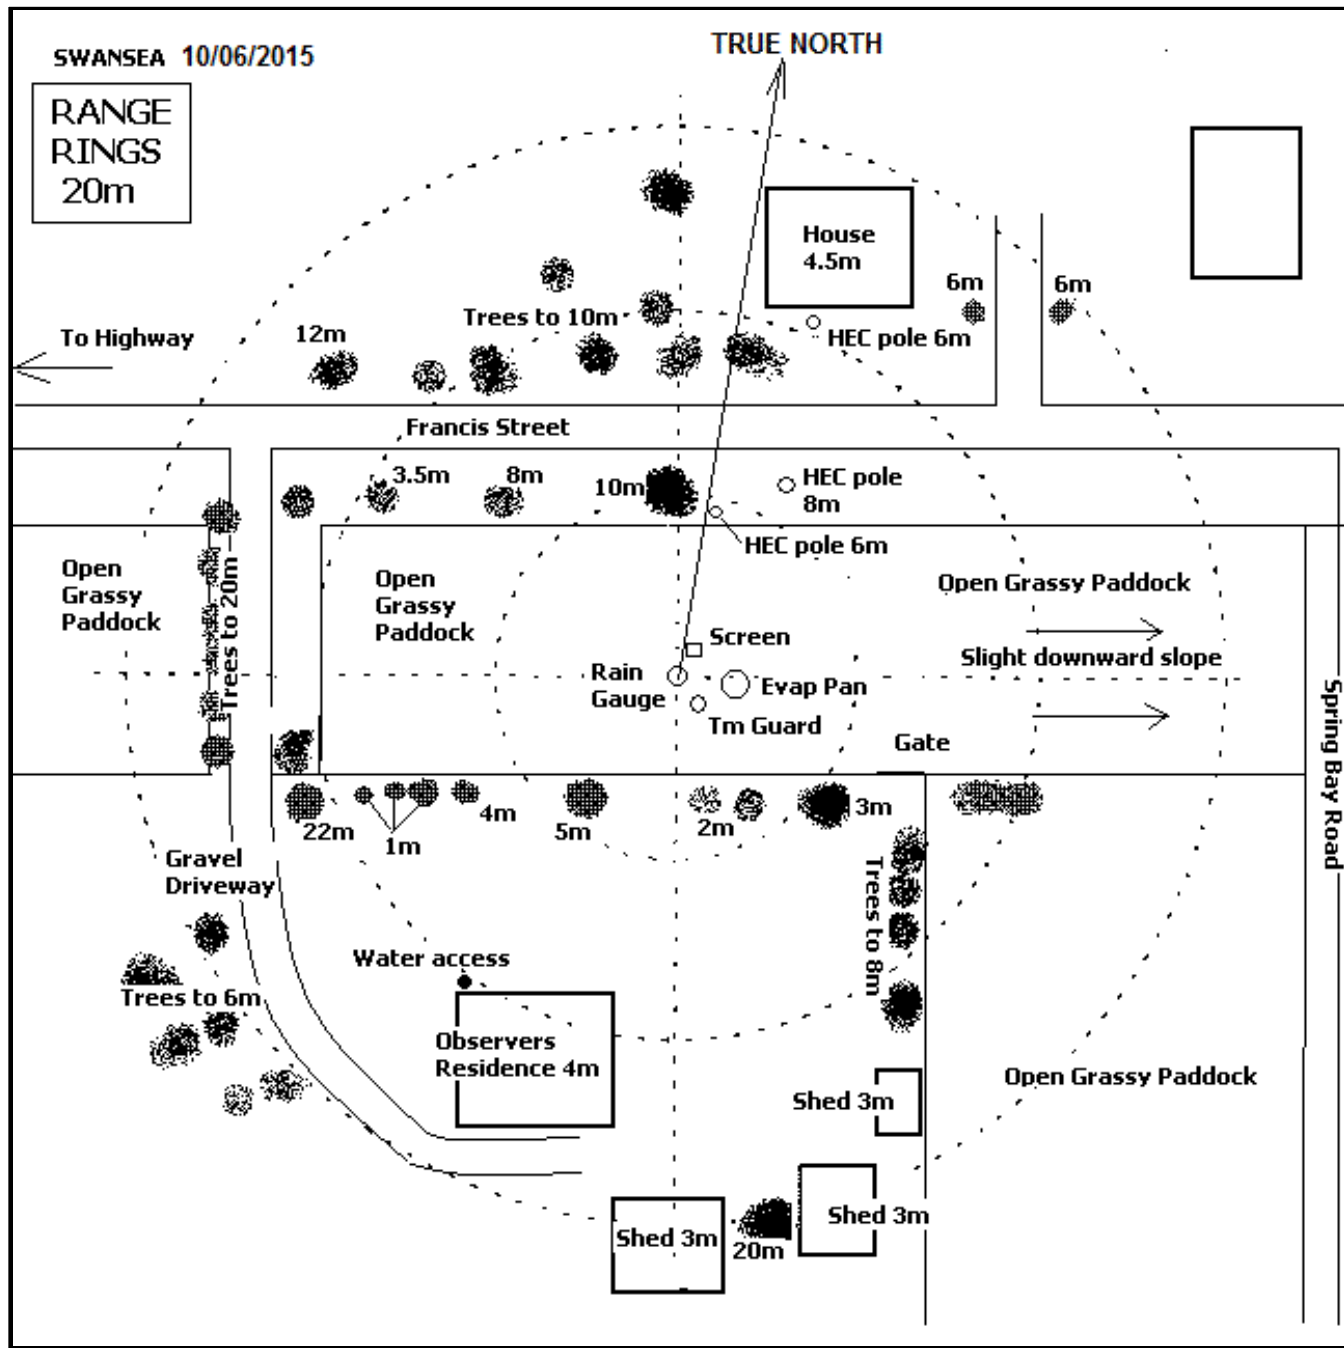 SWANSEA 10/06/2015
TRUE NORTH
RANGE
RINGS
20m
House
4.5m
6m
6m
To Highway
12m
Trees to 10m
HEC pole 6m
Francis Street
3.5m
8m
10m
HEC pole
8m
HEC pole 6m
Open
Grassy
Paddock
Trees to 20m
Open
Grassy
Paddock
Open Grassy Paddock
Screen
Slight downward slope
Rain
Gauge
Evap Pan
Tm Guard
Gate
Spring Bay Road
22m
1m
4m
5m
2m
3m
Gravel
Driveway
Trees to 8m
Water access
Trees to 6m
Observers
Residence 4m
Open Grassy Paddock
Shed 3m
Shed 3m
Shed 3m
20m